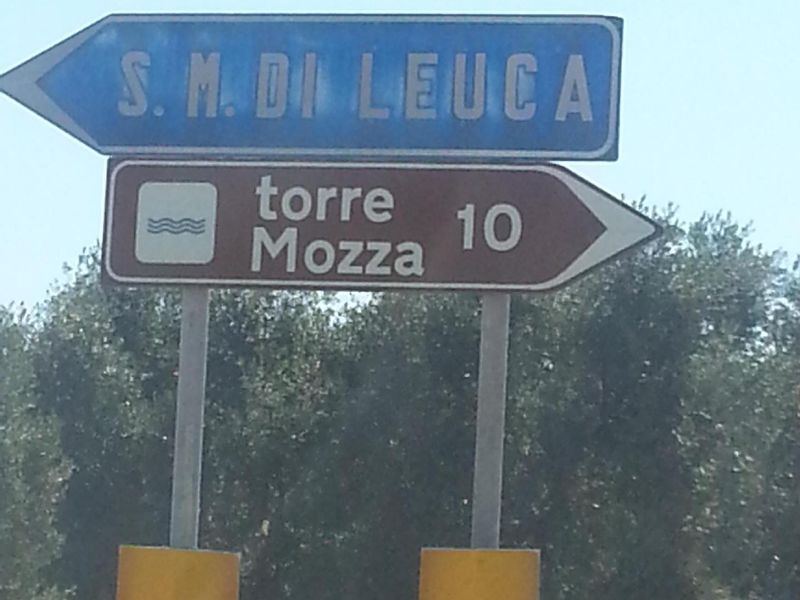 S. M. DI LEUCA
torre 10
Mozza